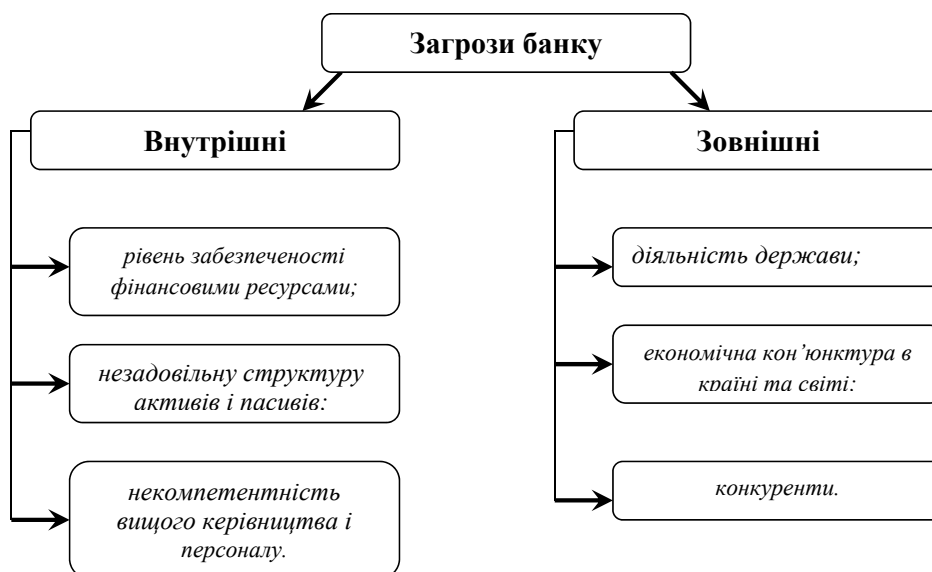 Загрози банку
Внутрішні
Зовнішні
рівень забезпеченості
фінансовими ресурсами;
незадовільну структуру
активів і пасивів:
некомпетентність
вищого керівництва і
персоналу.
діяльність держави;
економічна кон’юнктура в
країні та світі:
конкуренти.